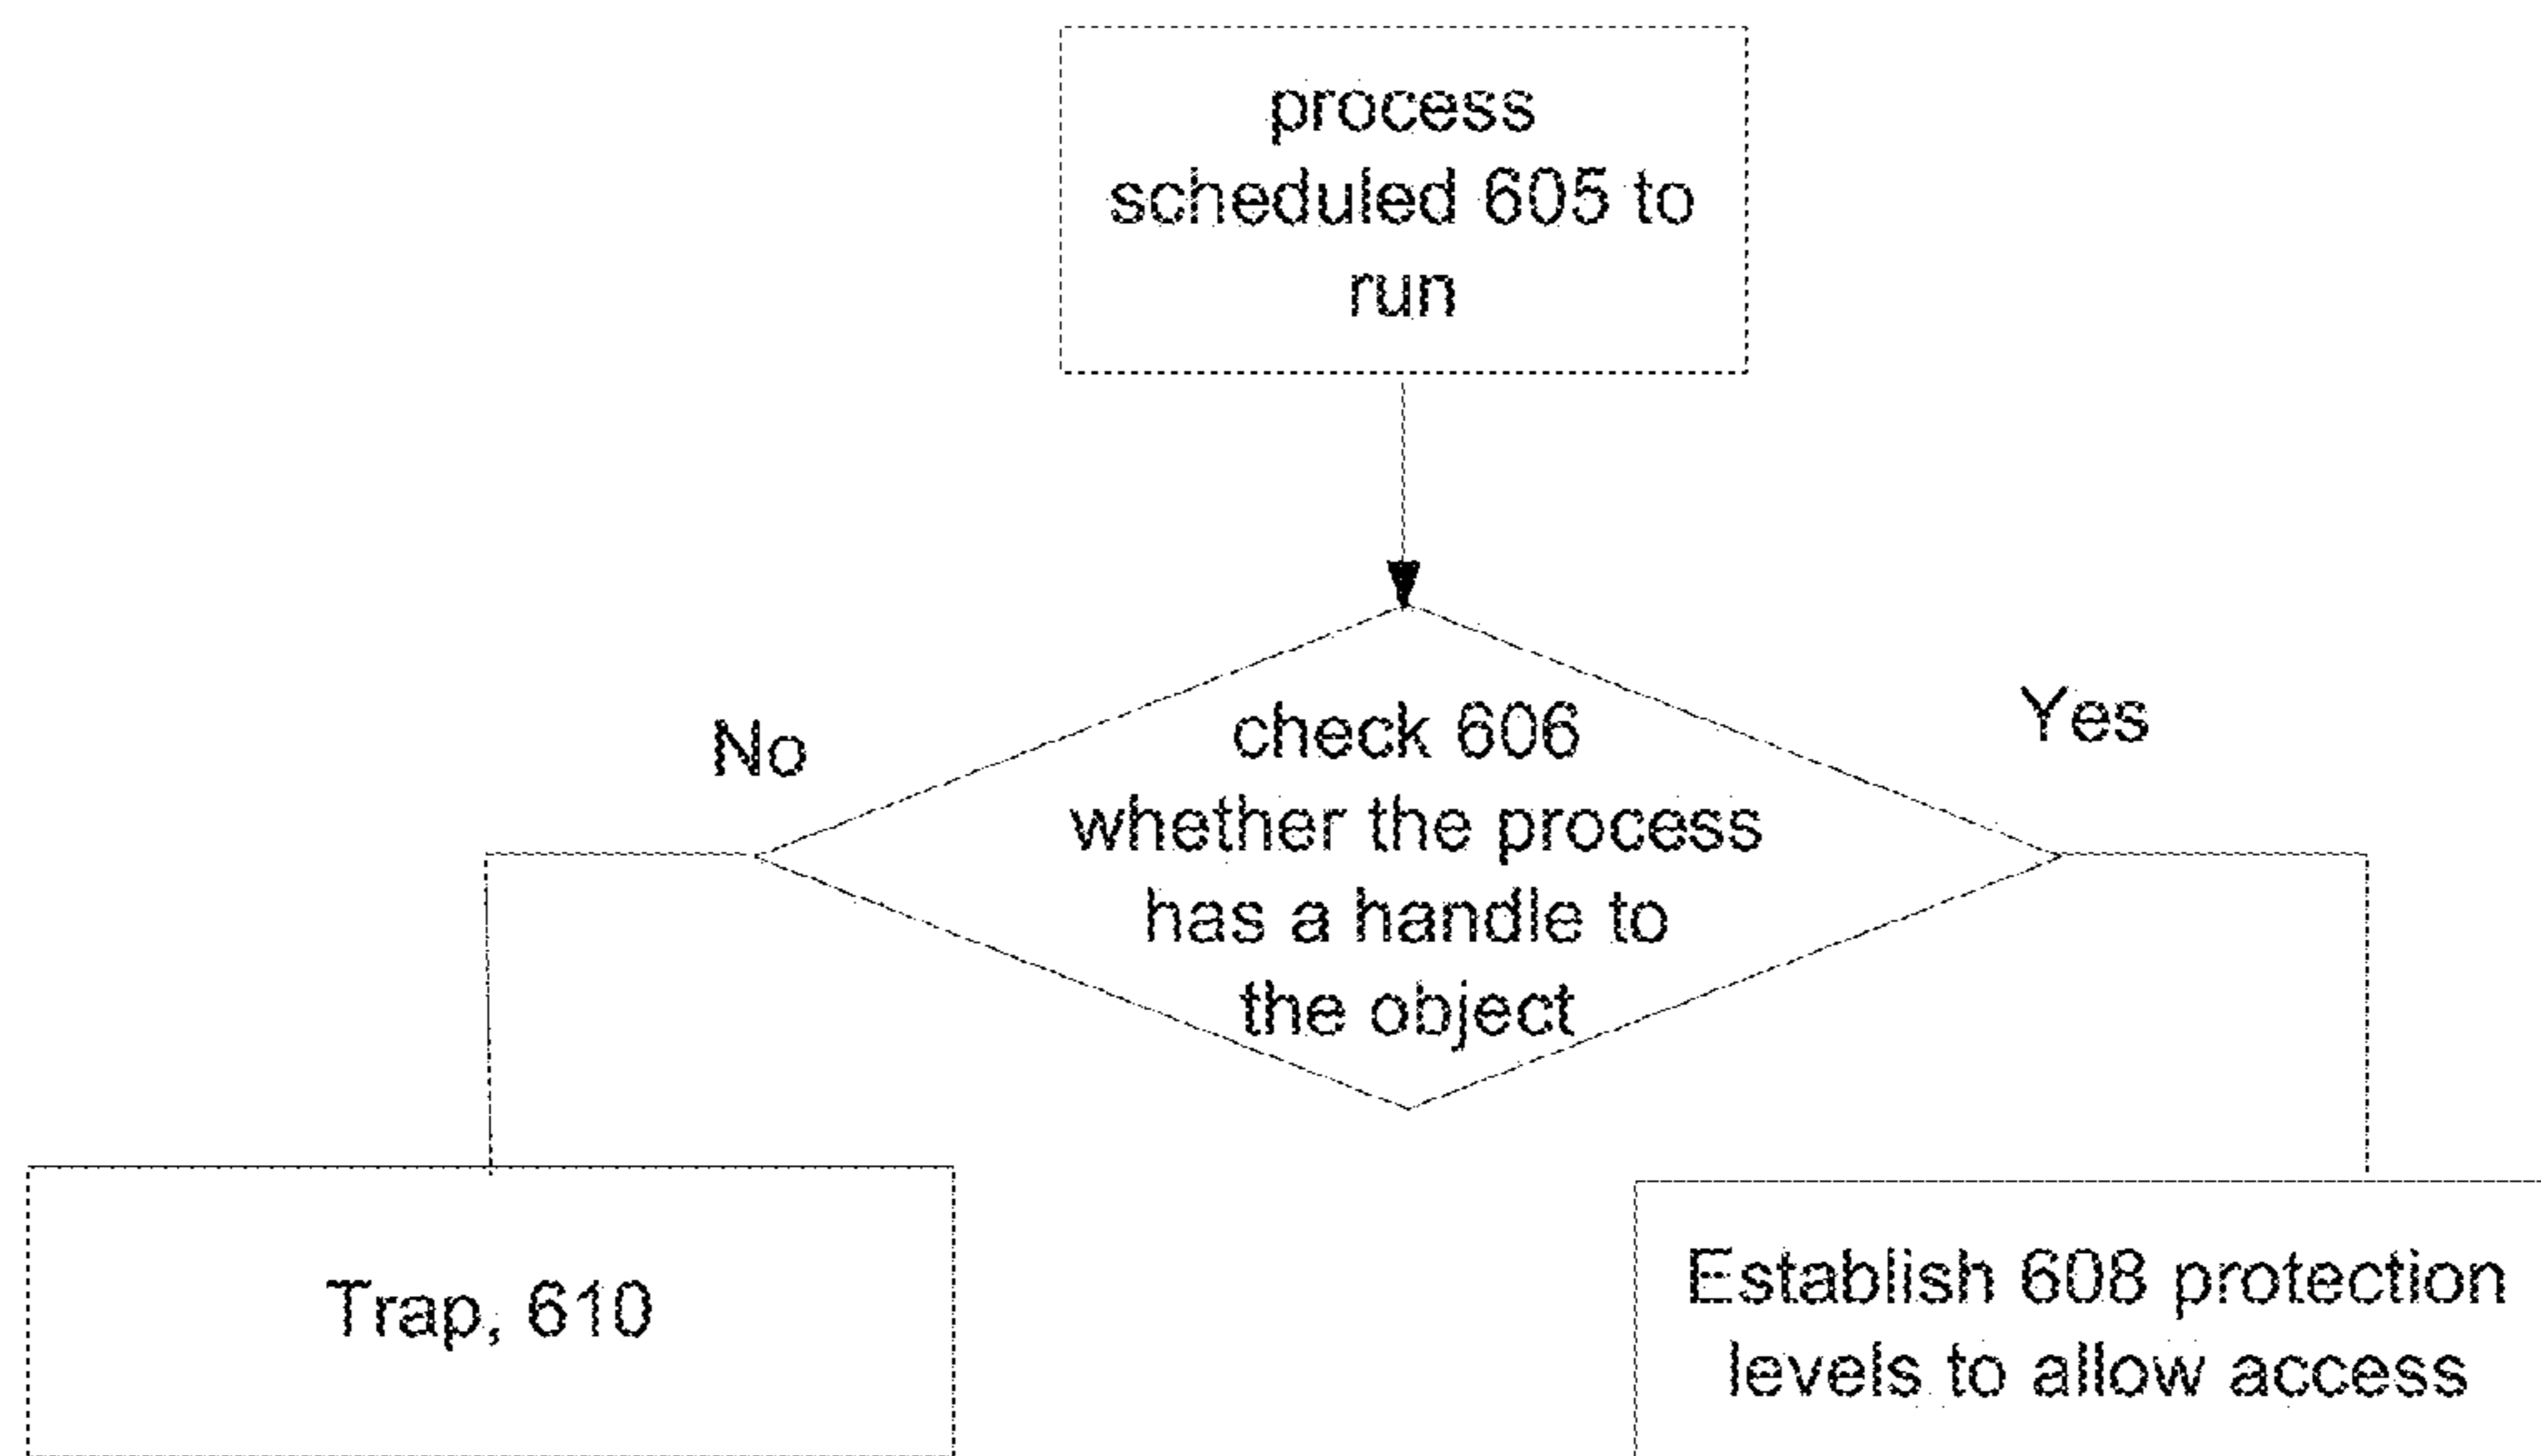 process
scheduled 605 to
run
No
Yes
check 606
whether the process
has a handle to
the object
Trap, 610
Establish 608 protection
levels to allow access